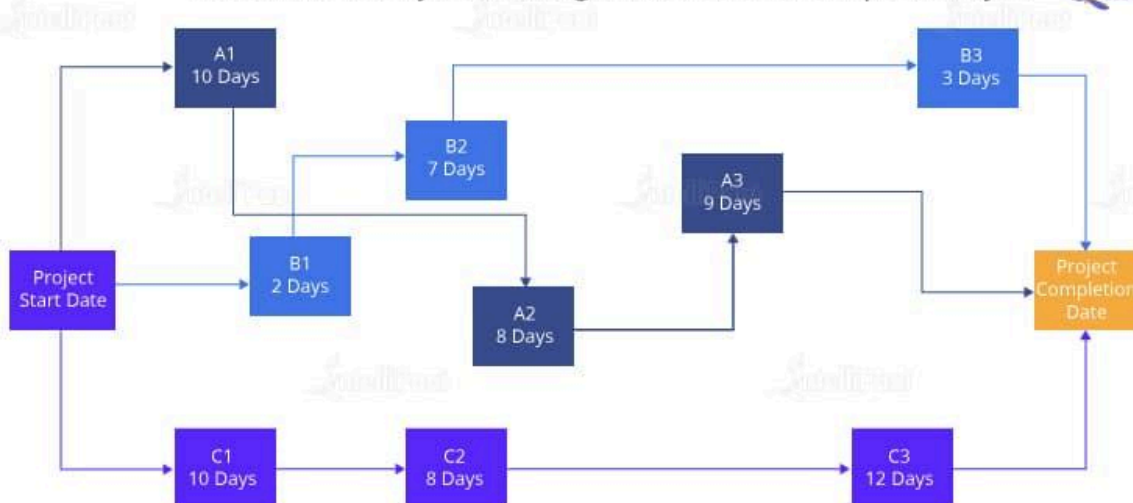 A1
10 Days
B3
3 Days
B2
7 Days
A3
9 Days
Project
Start Date
B1
2 Days
Project
Completion
Date
A2
8 Days
C1
10 Days
C2
8 Days
C3
12 Days